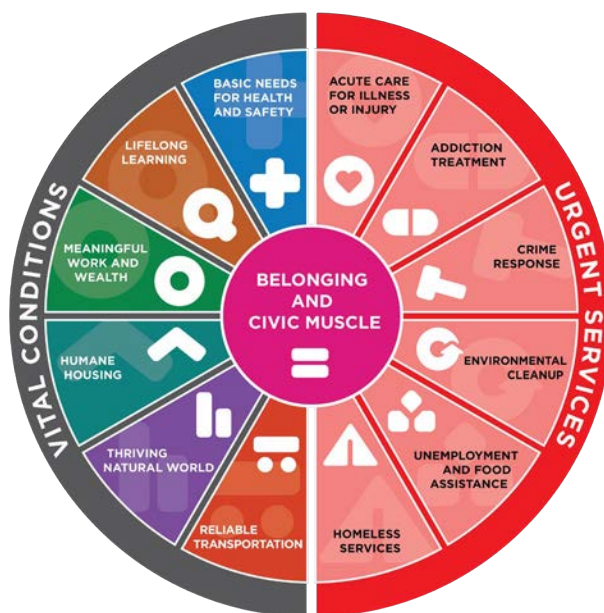 VITAL CONDITIONS
BASIC NEEDS
FOR HEALTH
AND SAFETY
LIFELONG
LEARNING
MEANINGFUL
WORK AND
WEALTH
HUMANE
HOUSING
THRIVING
NATURAL WORLD
RELIABLE
TRANSPORTATION
BELONGING
AND
CIVIC MUSCLE
ACUTE CARE
FOR ILLNESS
OR INJURY
ADDICTION
TREATMENT
CRIME
RESPONSE
ENVIRONMENTAL
CLEANUP
UNEMPLOYMENT
AND FOOD
ASSISTANCE
HOMELESS
SERVICES
URGENT SERVICES